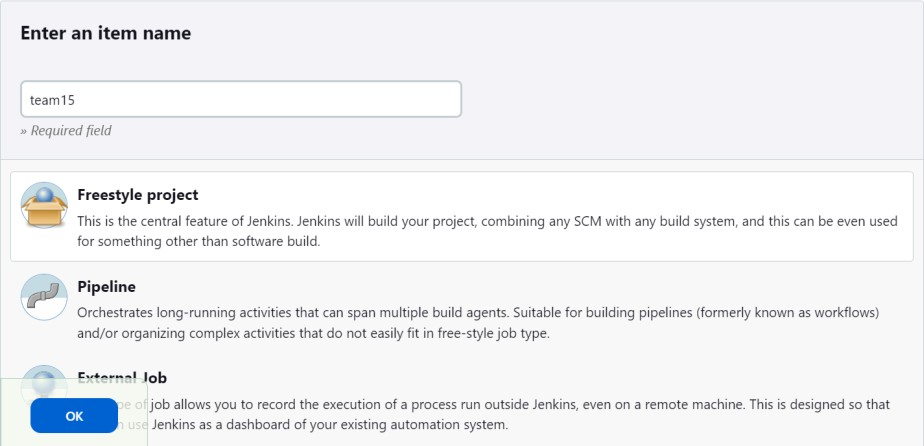 Enter an item name
team15
» Required field
Freestyle project
This is the central feature of Jenkins. Jenkins will build your project, combining any SCM with any build system, and this can be even used
for something other than software build.
Pipeline
Orchestrates long-running activities that can span multiple build agents. Suitable for building pipelines (formerly known as workflows)
and/or organizing complex activities that do not easily fit in free-style job type.
External Job
of job allows you to record the execution of a process run outside Jenkins, even on a remote machine. This is designed so that
OK
use Jenkins as a dashboard of your existing automation system.